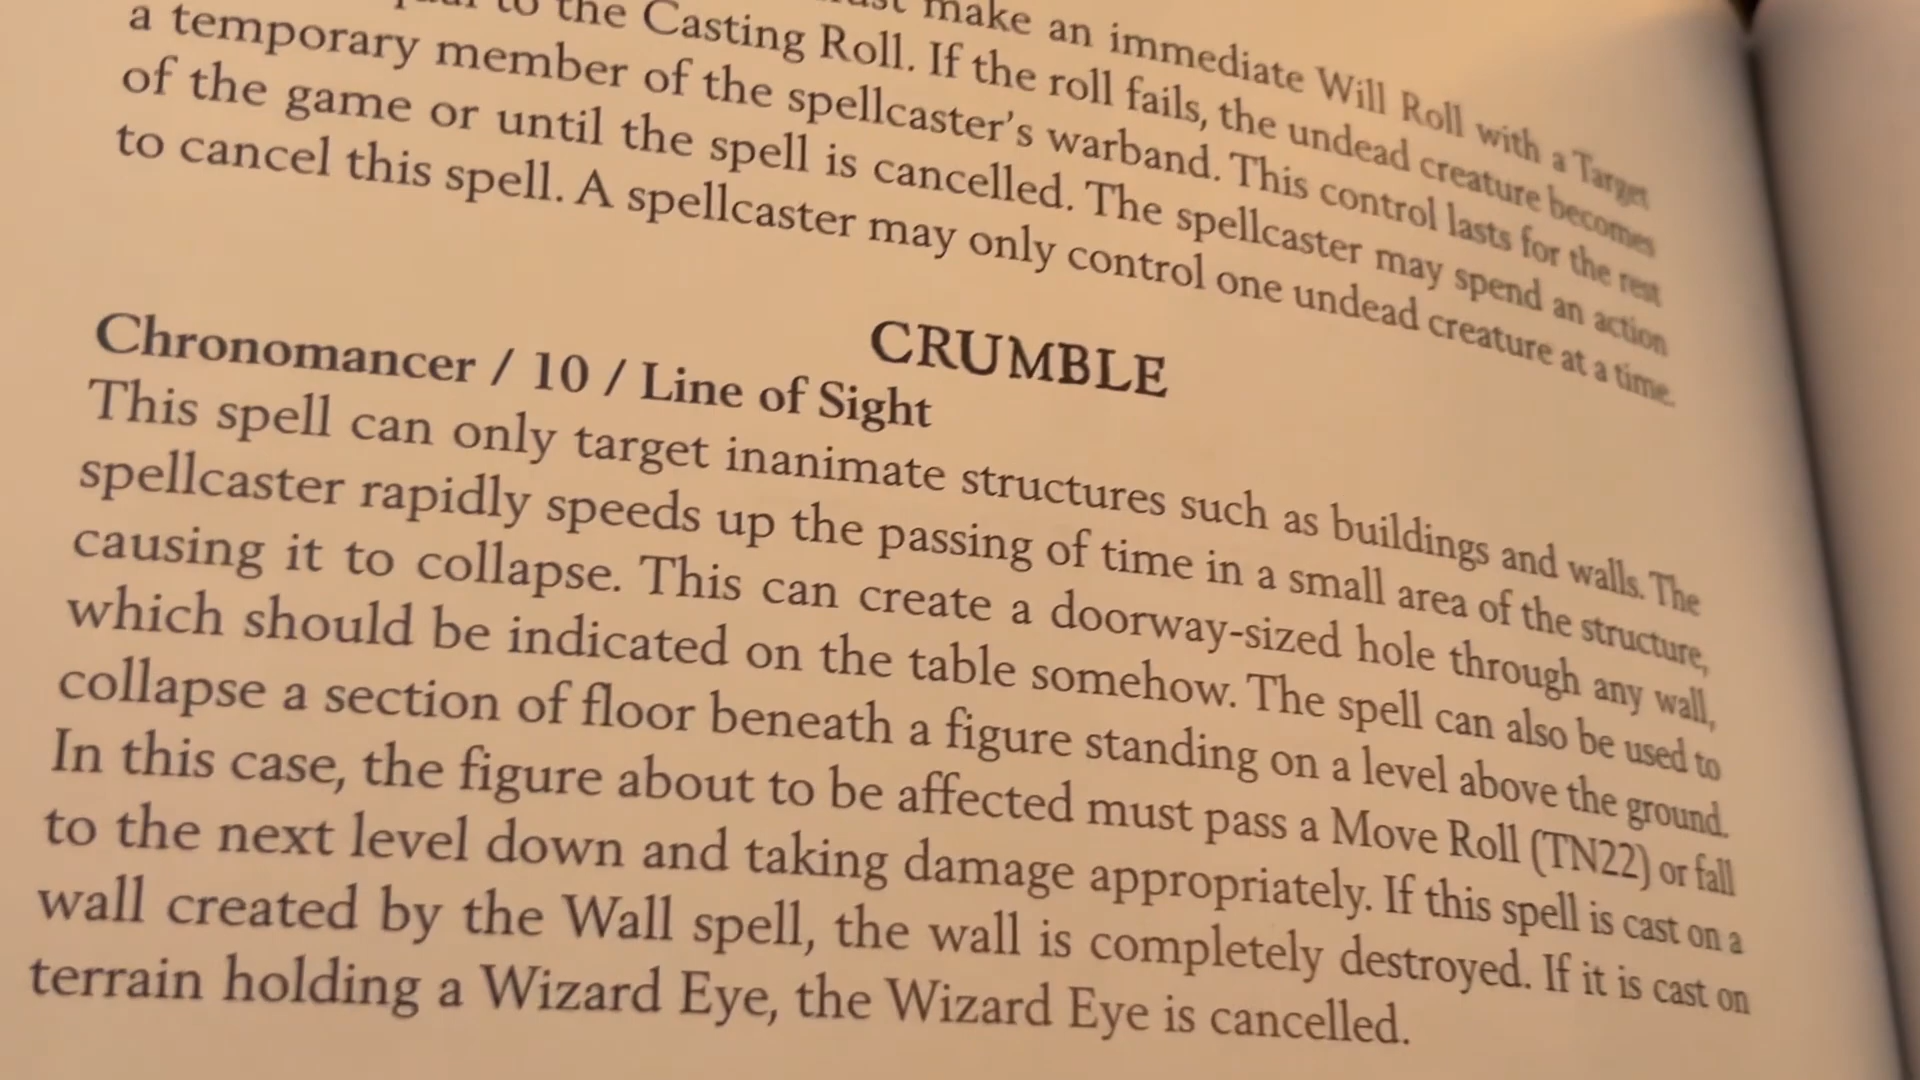 to the Casting Roll. If the roll fails, the undead creature becomes
make an immediate Will Roll with a Target
a temporary member of the spellcaster's warband. This control lasts for the rest
of the game or until the spell is cancelled. The spellcaster may spend an action
to cancel this spell. A spellcaster may only control one undead creature at a time.
CRUMBLE
Chronomancer / 10 / Line of Sight
This spell can only target inanimate structures such as buildings and walls. The
spellcaster rapidly speeds up the passing of time in a small area of the structure,
causing it to collapse. This can create a doorway-sized hole through any wall,
which should be indicated on the table somehow. The spell can also be used to
collapse a section of floor beneath a figure standing on a level above the ground.
In this case, the figure about to be affected must pass a Move Roll (TN22) or fall
to the next level down and taking damage appropriately. If this spell is cast on a
wall created by the Wall spell, the wall is completely destroyed. If it is cast on
terrain holding a Wizard Eye, the Wizard Eye is cancelled.